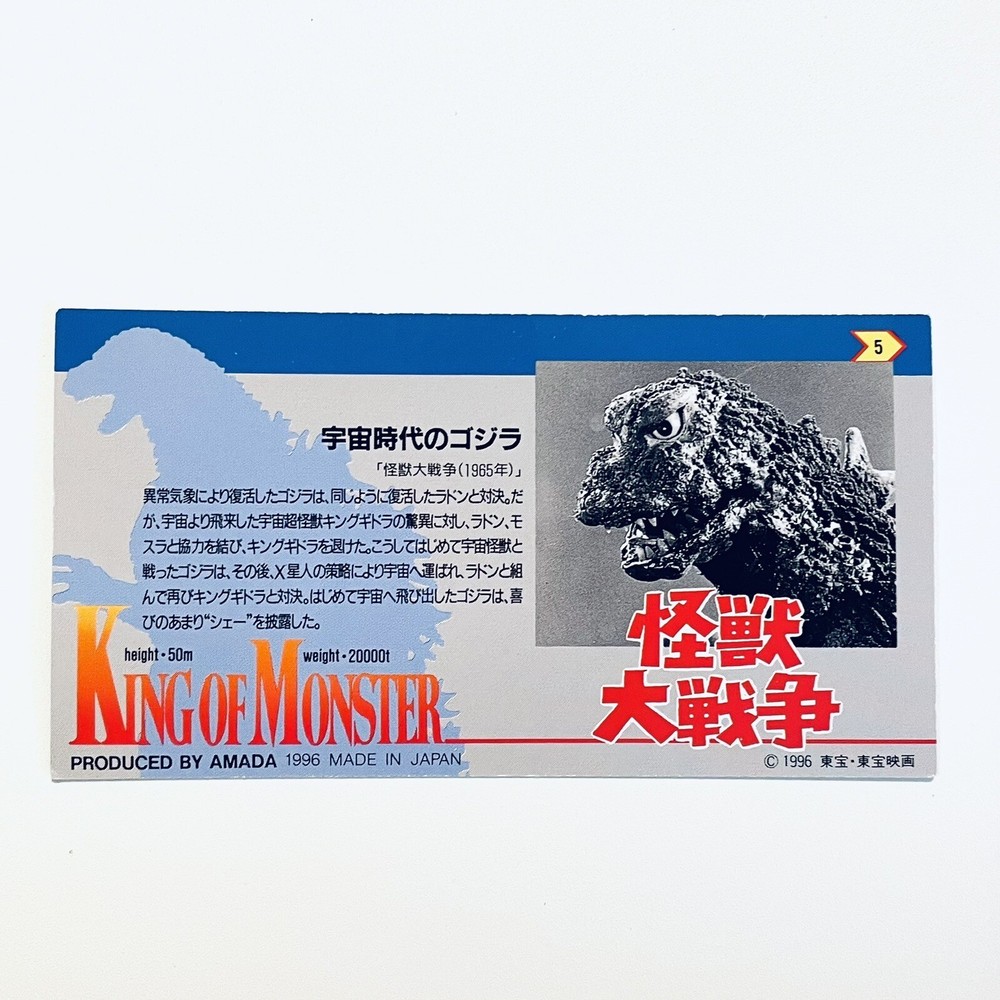 5
宇宙時代のゴジラ
「怪獣大戦争(1965年)」
異常気象により復活したゴジラは、同じように復活したラドンと対決。だ
が、宇宙より飛来した宇宙超怪獣キングギドラの驚異に対し、ラドン、モ
スラと協力を結び、キングギドラを退けた。こうしてはじめて宇宙怪獣と
戦ったゴジラは、その後、X星人の策略により宇宙へ運ばれ、ラドンと組
んで再びキングギドラと対決。はじめて宇宙へ飛び出したゴジラは、喜
びのあまり“シェー”を披露した。
height・50m weight・20000t
KING OF MONSTER
怪獣
大戦争
PRODUCED BY AMADA 1996 MADE IN JAPAN
© 1996 東宝・東宝映画